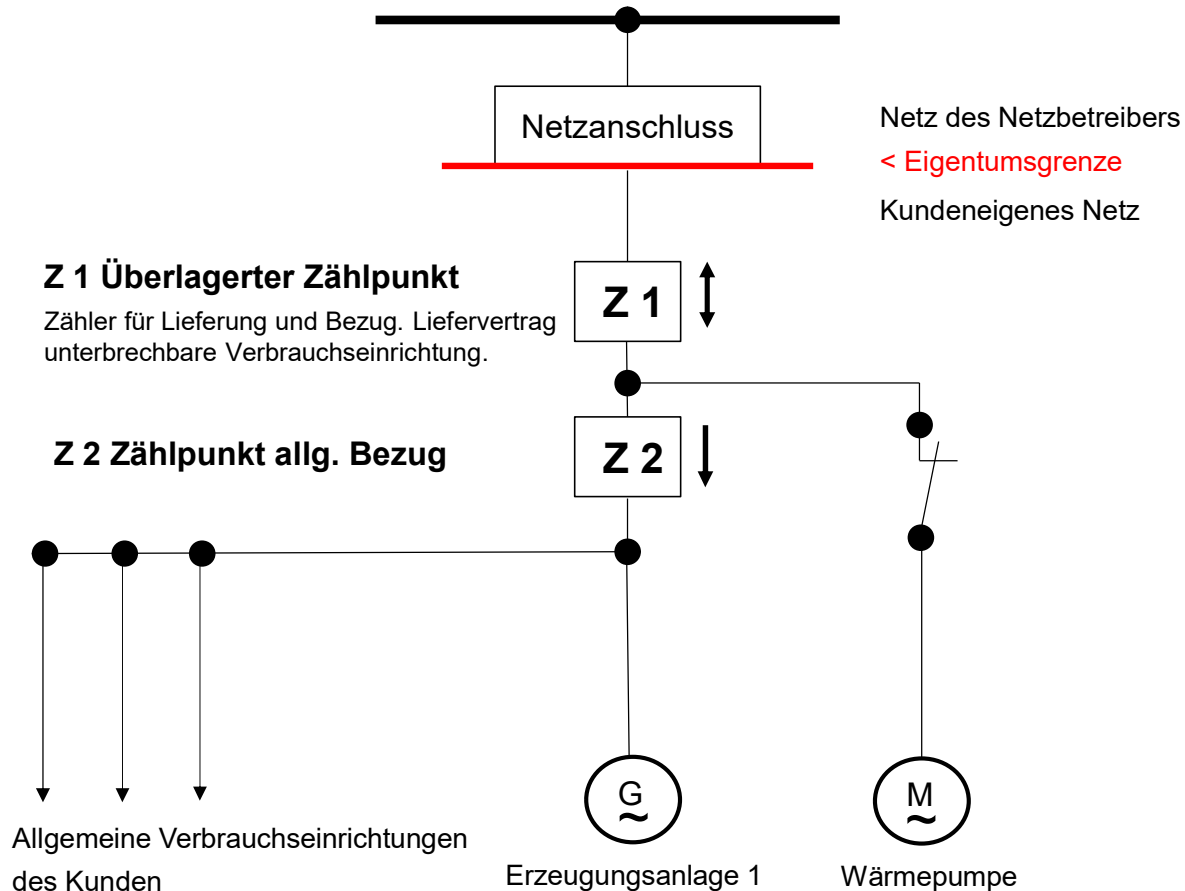 Netzanschluss
Netz des Netzbetreibers
< Eigentumsgrenze
Kundeneigenes Netz
Z 1 Überlagerter Zählpunkt
Zähler für Lieferung und Bezug. Liefervertrag
unterbrechbare Verbrauchseinrichtung.
Z 1
Z 2 Zählpunkt allg. Bezug
Z 2
G
~
M
~
Allgemeine Verbrauchseinrichtungen
des Kunden
Erzeugungsanlage 1
Wärmepumpe